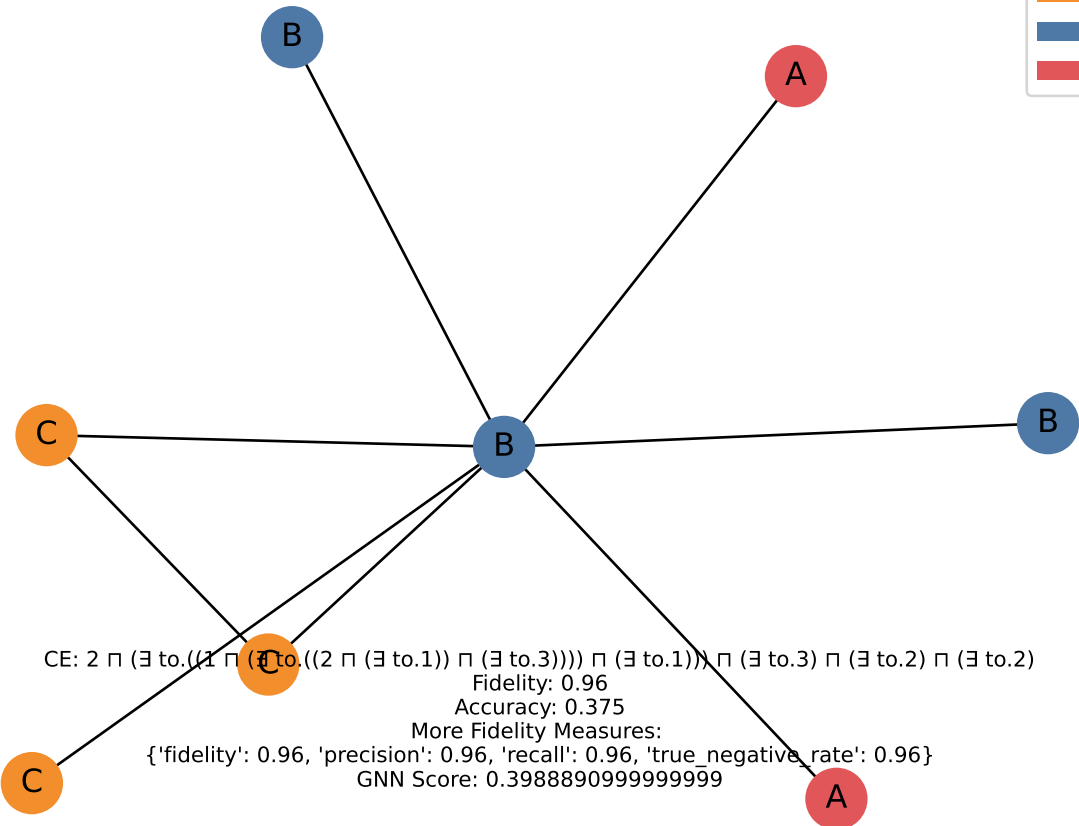 B
A
B
C
B
CE: 2 ⊓ (∃ to.((1 ⊓ (∃ to.((2 ⊓ (∃ to.1)) ⊓ (∃ to.3)))) ⊓ (∃ to.1))) ⊓ (∃ to.3) ⊓ (∃ to.2) ⊓ (∃ to.2)
C
Fidelity: 0.96
Accuracy: 0.375
More Fidelity Measures:
{'fidelity': 0.96, 'precision': 0.96, 'recall': 0.96, 'true_negative_rate': 0.96}
GNN Score: 0.3988890999999999
C
A